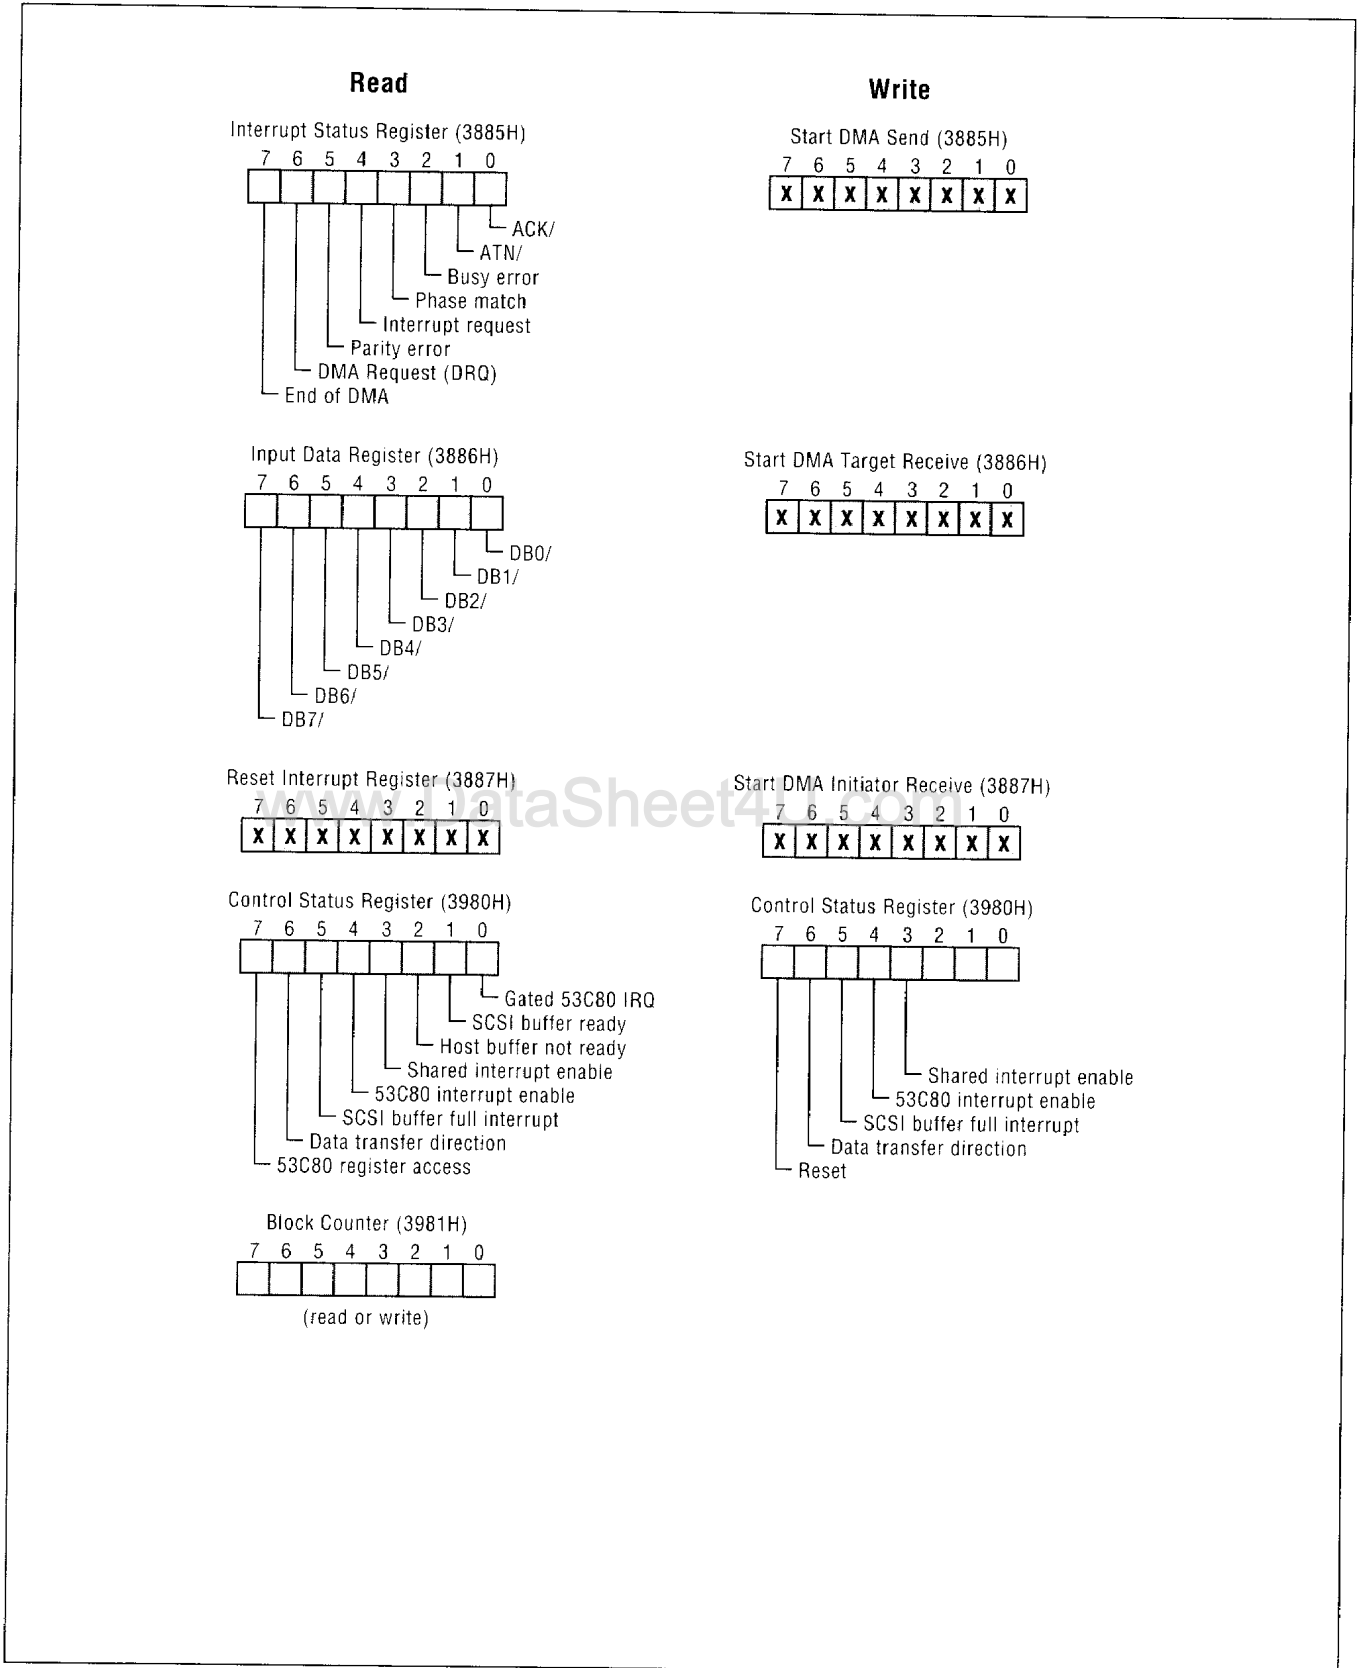 Read
Interrupt Status Register (3885H)
7 6 5 4 3 2 1 0
ACK/
ATN/
Busy error
Phase match
Interrupt request
Parity error
DMA Request (DRQ)
End of DMA
Input Data Register (3886H)
7 6 5 4 3 2 1 0
DB0/
DB1/
DB2/
DB3/
DB4/
DB5/
DB6/
DB7/
Reset Interrupt Register (3887H)
7 6 5 4 3 2 1 0
X X X X X X X X
Control Status Register (3980H)
7 6 5 4 3 2 1 0
Gated 53C80 IRQ
SCSI buffer ready
Host buffer not ready
Shared interrupt enable
53C80 interrupt enable
SCSI buffer full interrupt
Data transfer direction
53C80 register access
Block Counter (3981H)
7 6 5 4 3 2 1 0
(read or write)
Write
Start DMA Send (3885H)
7 6 5 4 3 2 1 0
X X X X X X X X
Start DMA Target Receive (3886H)
7 6 5 4 3 2 1 0
X X X X X X X X
Start DMA Initiator Receive (3887H)
7 6 5 4 3 2 1 0
X X X X X X X X
Control Status Register (3980H)
7 6 5 4 3 2 1 0
Shared interrupt enable
53C80 interrupt enable
SCSI buffer full interrupt
Data transfer direction
Reset
www.DataSheet4U.com